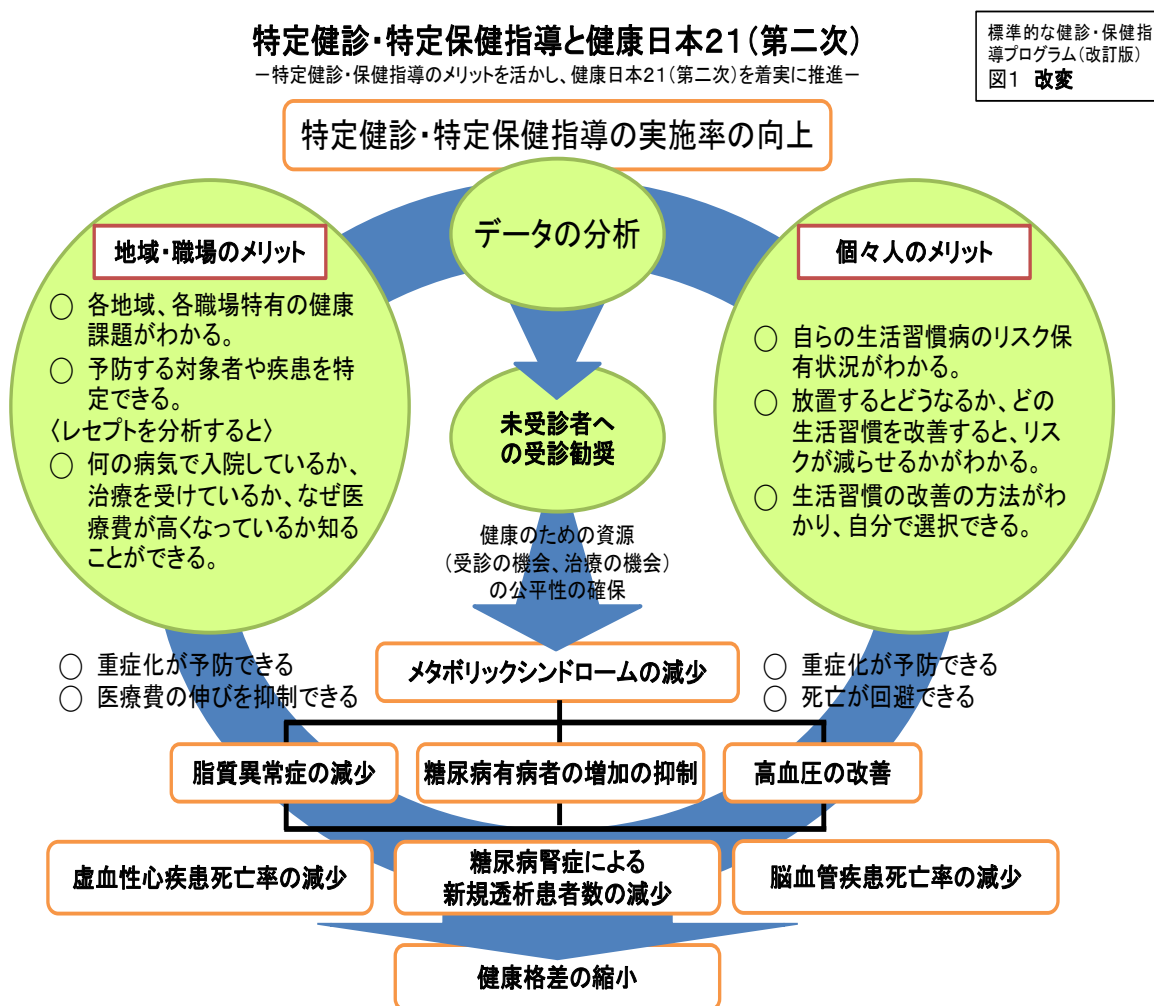 特定健診・特定保健指導と健康日本21(第二次)
－特定健診・保健指導のメリットを活かし、健康日本21(第二次)を着実に推進－
標準的な健診・保健指
導プログラム(改訂版)
図1 改変
特定健診・特定保健指導の実施率の向上
データの分析
地域・職場のメリット
○ 各地域、各職場特有の健康
課題がわかる。
○ 予防する対象者や疾患を特
定できる。
〈レセプトを分析すると〉
○ 何の病気で入院しているか、
治療を受けているか、なぜ医
療費が高くなっているか知る
ことができる。
個々人のメリット
○ 自らの生活習慣病のリスク保
有状況がわかる。
○ 放置するとどうなるか、どの
生活習慣を改善すると、リス
クが減らせるかがわかる。
○ 生活習慣の改善の方法がわ
かり、自分で選択できる。
未受診者へ
の受診勧奨
健康のための資源
(受診の機会、治療の機会)
の公平性の確保
○ 重症化が予防できる
○ 医療費の伸びを抑制できる
メタボリックシンドロームの減少
○ 重症化が予防できる
○ 死亡が回避できる
脂質異常症の減少
糖尿病有病者の増加の抑制
高血圧の改善
虚血性心疾患死亡率の減少
糖尿病腎症による
新規透析患者数の減少
脳血管疾患死亡率の減少
健康格差の縮小